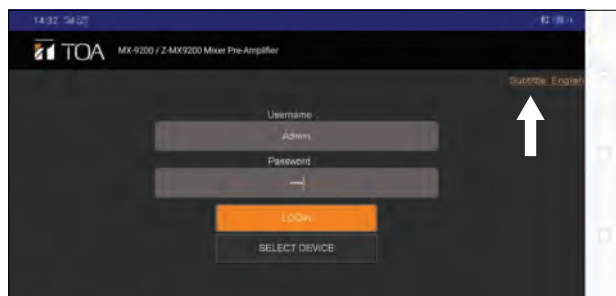 14:32
TOA MX-9200 / Z-MX9200 Mixer Pre-Amplifier
Subtitle: English
Username
Admin
Password
LOGIN
SELECT DEVICE